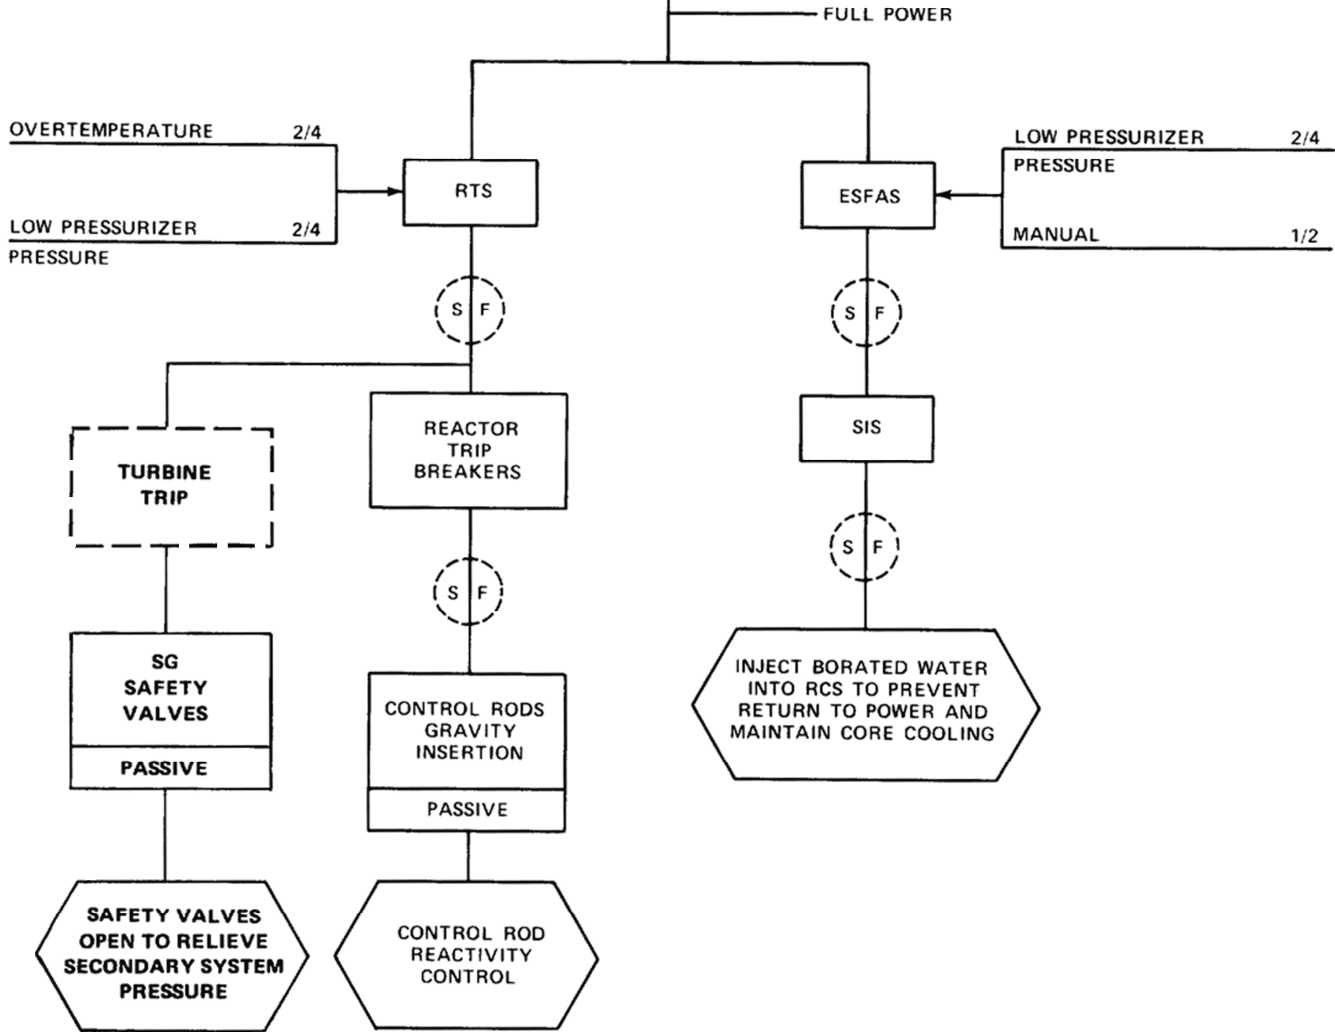 FULL POWER
OVERTEMPERATURE 2/4
LOW PRESSURIZER 2/4
PRESSURE
RTS
ESFAS
LOW PRESSURIZER 2/4
PRESSURE
MANUAL 1/2
S F
S F
TURBINE
TRIP
REACTOR
TRIP
BREAKERS
SIS
S F
S F
SG
SAFETY
VALVES
PASSIVE
CONTROL RODS
GRAVITY
INSERTION
PASSIVE
INJECT BORATED WATER
INTO RCS TO PREVENT
RETURN TO POWER AND
MAINTAIN CORE COOLING
SAFETY VALVES
OPEN TO RELIEVE
SECONDARY SYSTEM
PRESSURE
CONTROL ROD
REACTIVITY
CONTROL